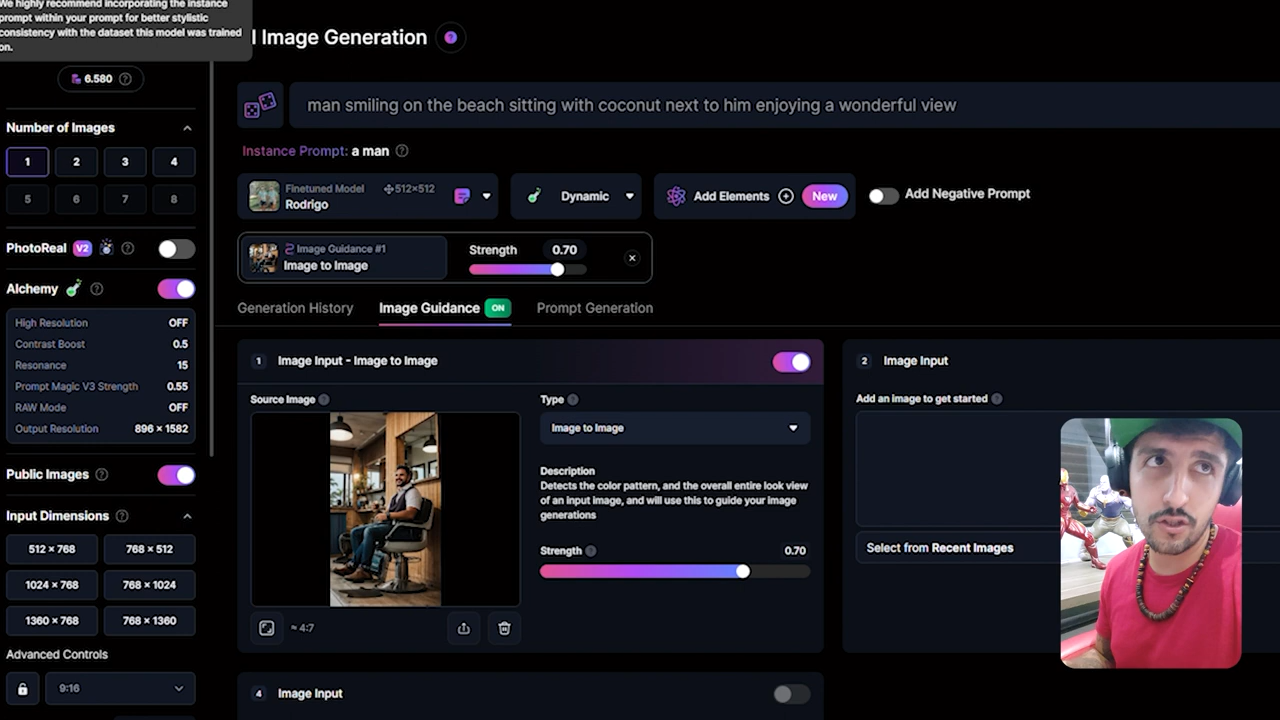 We highly recommend incorporating the instance
prompt within your prompt for better stylistic
consistency with the dataset this model was trained
on.
l Image Generation
6.580
Number of Images
1 2 3 4
5 6 7 8
PhotoReal V2
Alchemy
High Resolution OFF
Contrast Boost 0.5
Resonance 15
Prompt Magic V3 Strength 0.55
RAW Mode OFF
Output Resolution 896 × 1582
Public Images
Input Dimensions
512 × 768 768 × 512
1024 × 768 768 × 1024
1360 × 768 768 × 1360
Advanced Controls
9:16
man smiling on the beach sitting with coconut next to him enjoying a wonderful view
Instance Prompt: a man
Finetuned Model 512×512
Rodrigo
Dynamic
Add Elements New
Add Negative Prompt
Image Guidance #1
Image to Image
Strength 0.70
Generation History Image Guidance ON Prompt Generation
1 Image Input - Image to Image
Source Image
≈ 4:7
Type
Image to Image
Description
Detects the color pattern, and the overall entire look view
of an input image, and will use this to guide your image
generations
Strength 0.70
2 Image Input
Add an image to get started
Select from Recent Images
4 Image Input